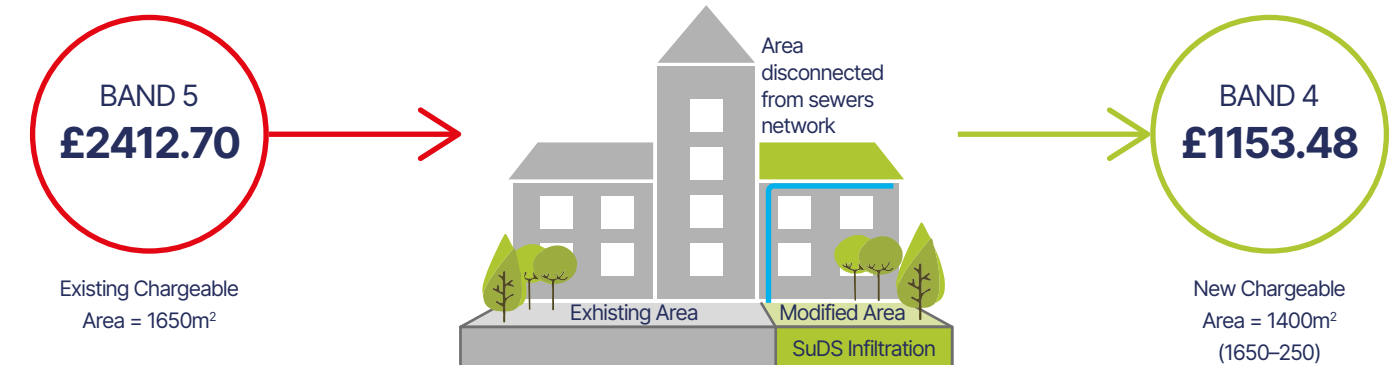 BAND 5
£2412.70
Existing Chargeable
Area = 1650m²
Area
disconnected
from sewers
network
Exhisting Area
Modified Area
SuDS Infiltration
BAND 4
£1153.48
New Chargeable
Area = 1400m²
(1650–250)